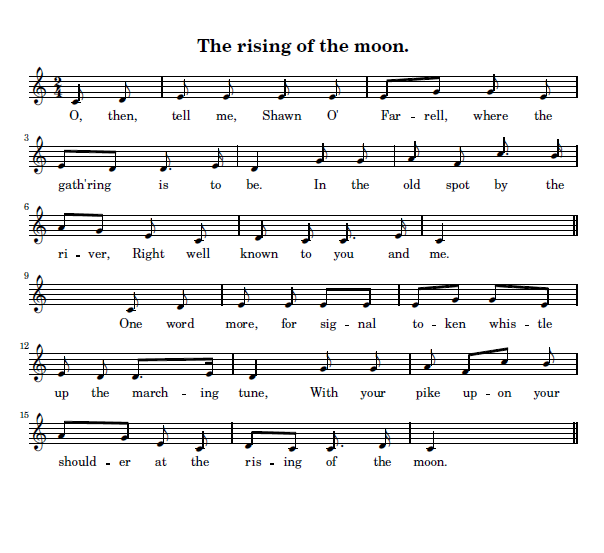 The rising of the moon.
2
4
O, then, tell me, Shawn O' Far - rell, where the
3
gath'ring is to be. In the old spot by the
6
ri - ver, Right well known to you and me.
9
One word more, for sig - nal to - ken whis - tle
12
up the march - ing tune, With your pike up - on your
15
should - er at the ris - ing of the moon.